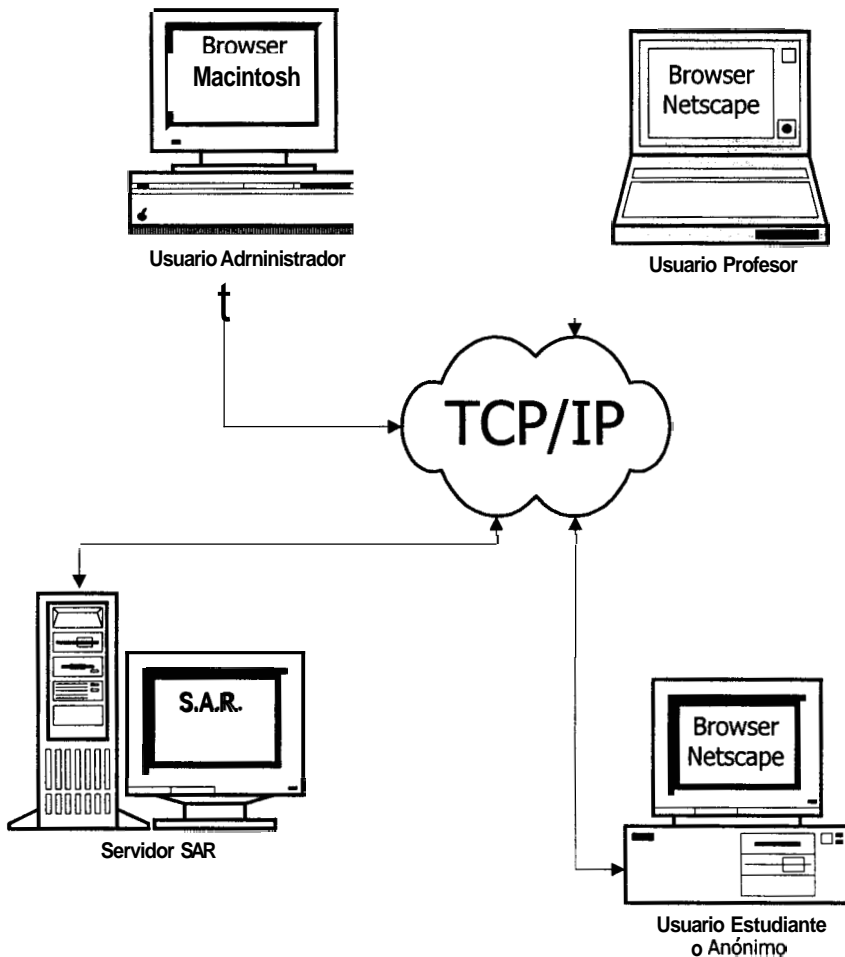 Browser
Macintosh
Usuario Adrninistrador
Browser
Netscape
Usuario Profesor
t
TCP/IP
S.A.R.
Servidor SAR
Browser
Netscape
Usuario Estudiante
o Anónimo